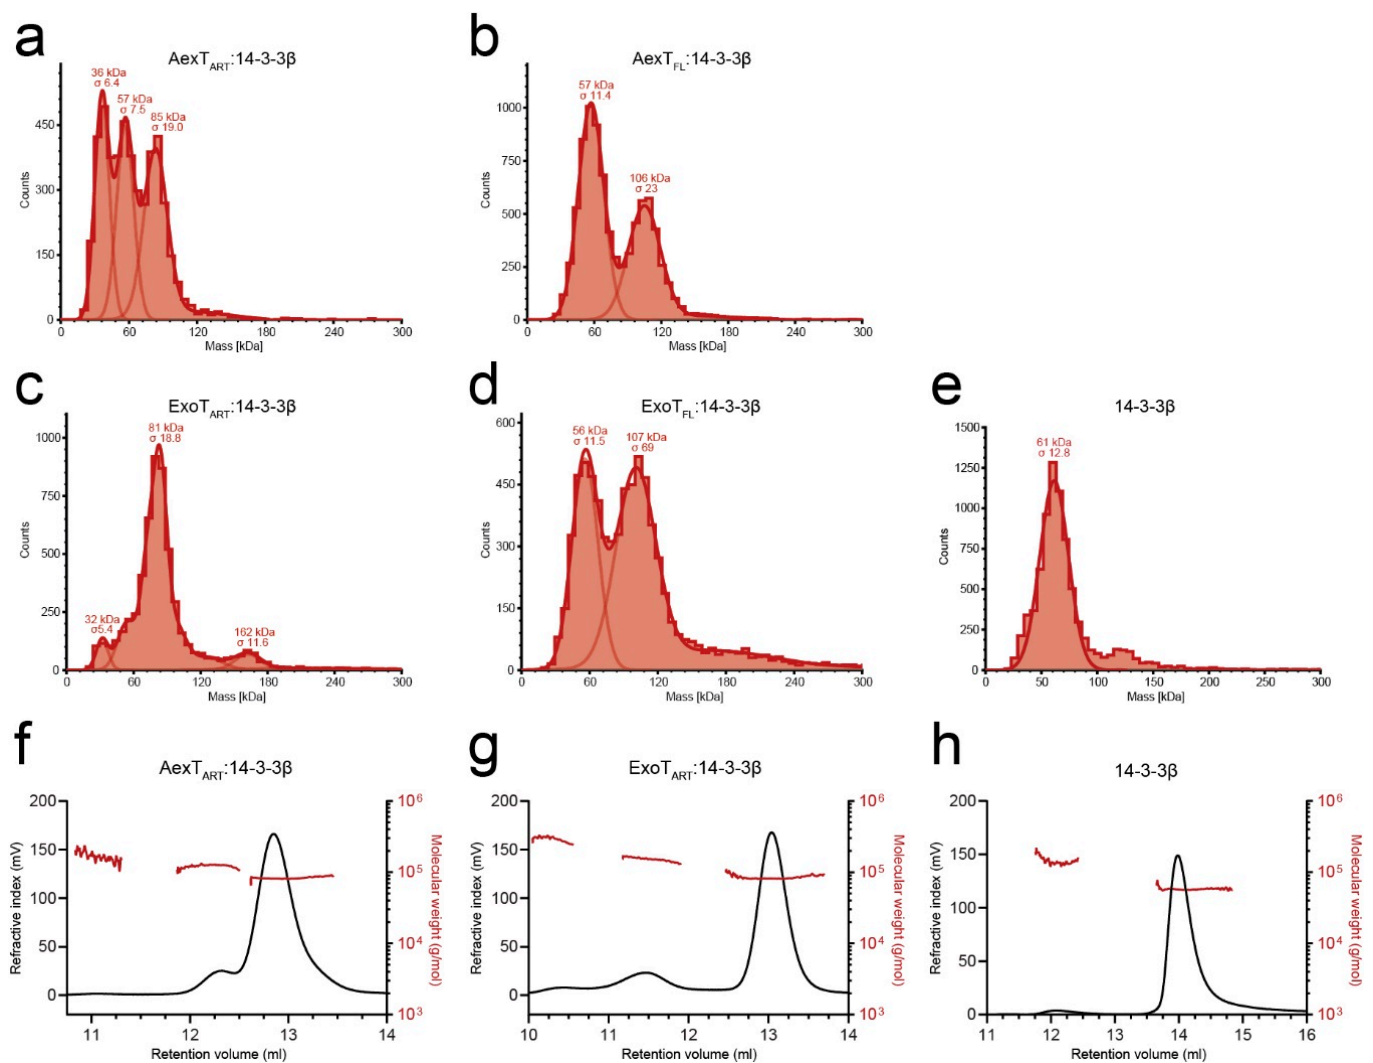 a
AexTART:14-3-3β
36 kDa
σ 6.4
57 kDa
σ 7.5
85 kDa
σ 19.0
450
300
150
0
Counts
0 60 120 180 240 300
Mass [kDa]
b
AexTFL:14-3-3β
57 kDa
σ 11.4
106 kDa
σ 23
1000
750
500
250
0
Counts
0 60 120 180 240 300
Mass [kDa]
c
ExoTART:14-3-3β
81 kDa
σ 18.8
32 kDa
σ5.4
162 kDa
σ 11.6
1000
750
500
250
0
Counts
0 60 120 180 240 300
Mass [kDa]
d
ExoTFL:14-3-3β
56 kDa
σ 11.5
107 kDa
σ 69
600
450
300
150
0
Counts
0 60 120 180 240 300
Mass [kDa]
e
14-3-3β
61 kDa
σ 12.8
1500
1250
1000
750
500
250
0
Counts
0 50 100 150 200 250 300
Mass [kDa]
f
AexTART:14-3-3β
200
150
100
50
0
Refractive index (mV)
10⁶
10⁵
10⁴
10³
Molecular weight (g/mol)
11 12 13 14
Retention volume (ml)
g
ExoTART:14-3-3β
200
150
100
50
0
Refractive index (mV)
10⁶
10⁵
10⁴
10³
Molecular weight (g/mol)
10 11 12 13 14
Retention volume (ml)
h
14-3-3β
200
150
100
50
0
Refractive index (mV)
10⁶
10⁵
10⁴
10³
Molecular weight (g/mol)
11 12 13 14 15 16
Retention volume (ml)